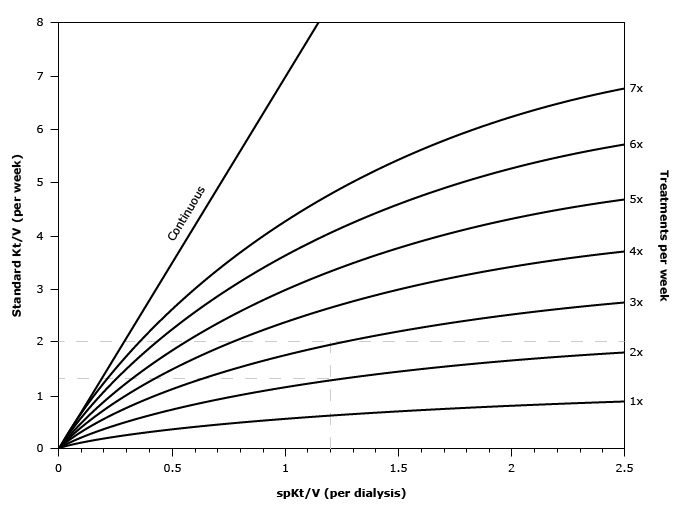 8
7
6
5
4
3
2
1
0
0
0.5
1
1.5
2
2.5
Standard Kt/V (per week)
spKt/V (per dialysis)
Continuous
7x
6x
5x
4x
3x
2x
1x
Treatments per week